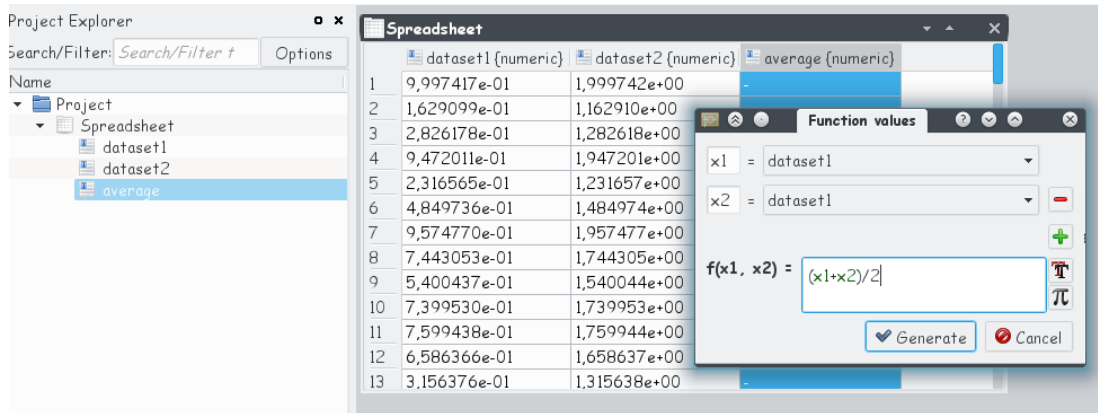 Project Explorer
Search/Filter: Search/Filter t Options
Name
Project
Spreadsheet
dataset1
dataset2
average
Spreadsheet
dataset1 {numeric} dataset2 {numeric} average {numeric}
1 9,997417e-01 1,999742e+00 -
2 1,629099e-01 1,162910e+00
3 2,826178e-01 1,282618e+00
4 9,472011e-01 1,947201e+00
5 2,316565e-01 1,231657e+00
6 4,849736e-01 1,484974e+00
7 9,574770e-01 1,957477e+00
8 7,443053e-01 1,744305e+00
9 5,400437e-01 1,540044e+00
10 7,399530e-01 1,739953e+00
11 7,599438e-01 1,759944e+00
12 6,586366e-01 1,658637e+00
13 3,156376e-01 1,315638e+00 -
Function values
x1 = dataset1
x2 = dataset1
f(x1, x2) = (x1+x2)/2
Generate Cancel